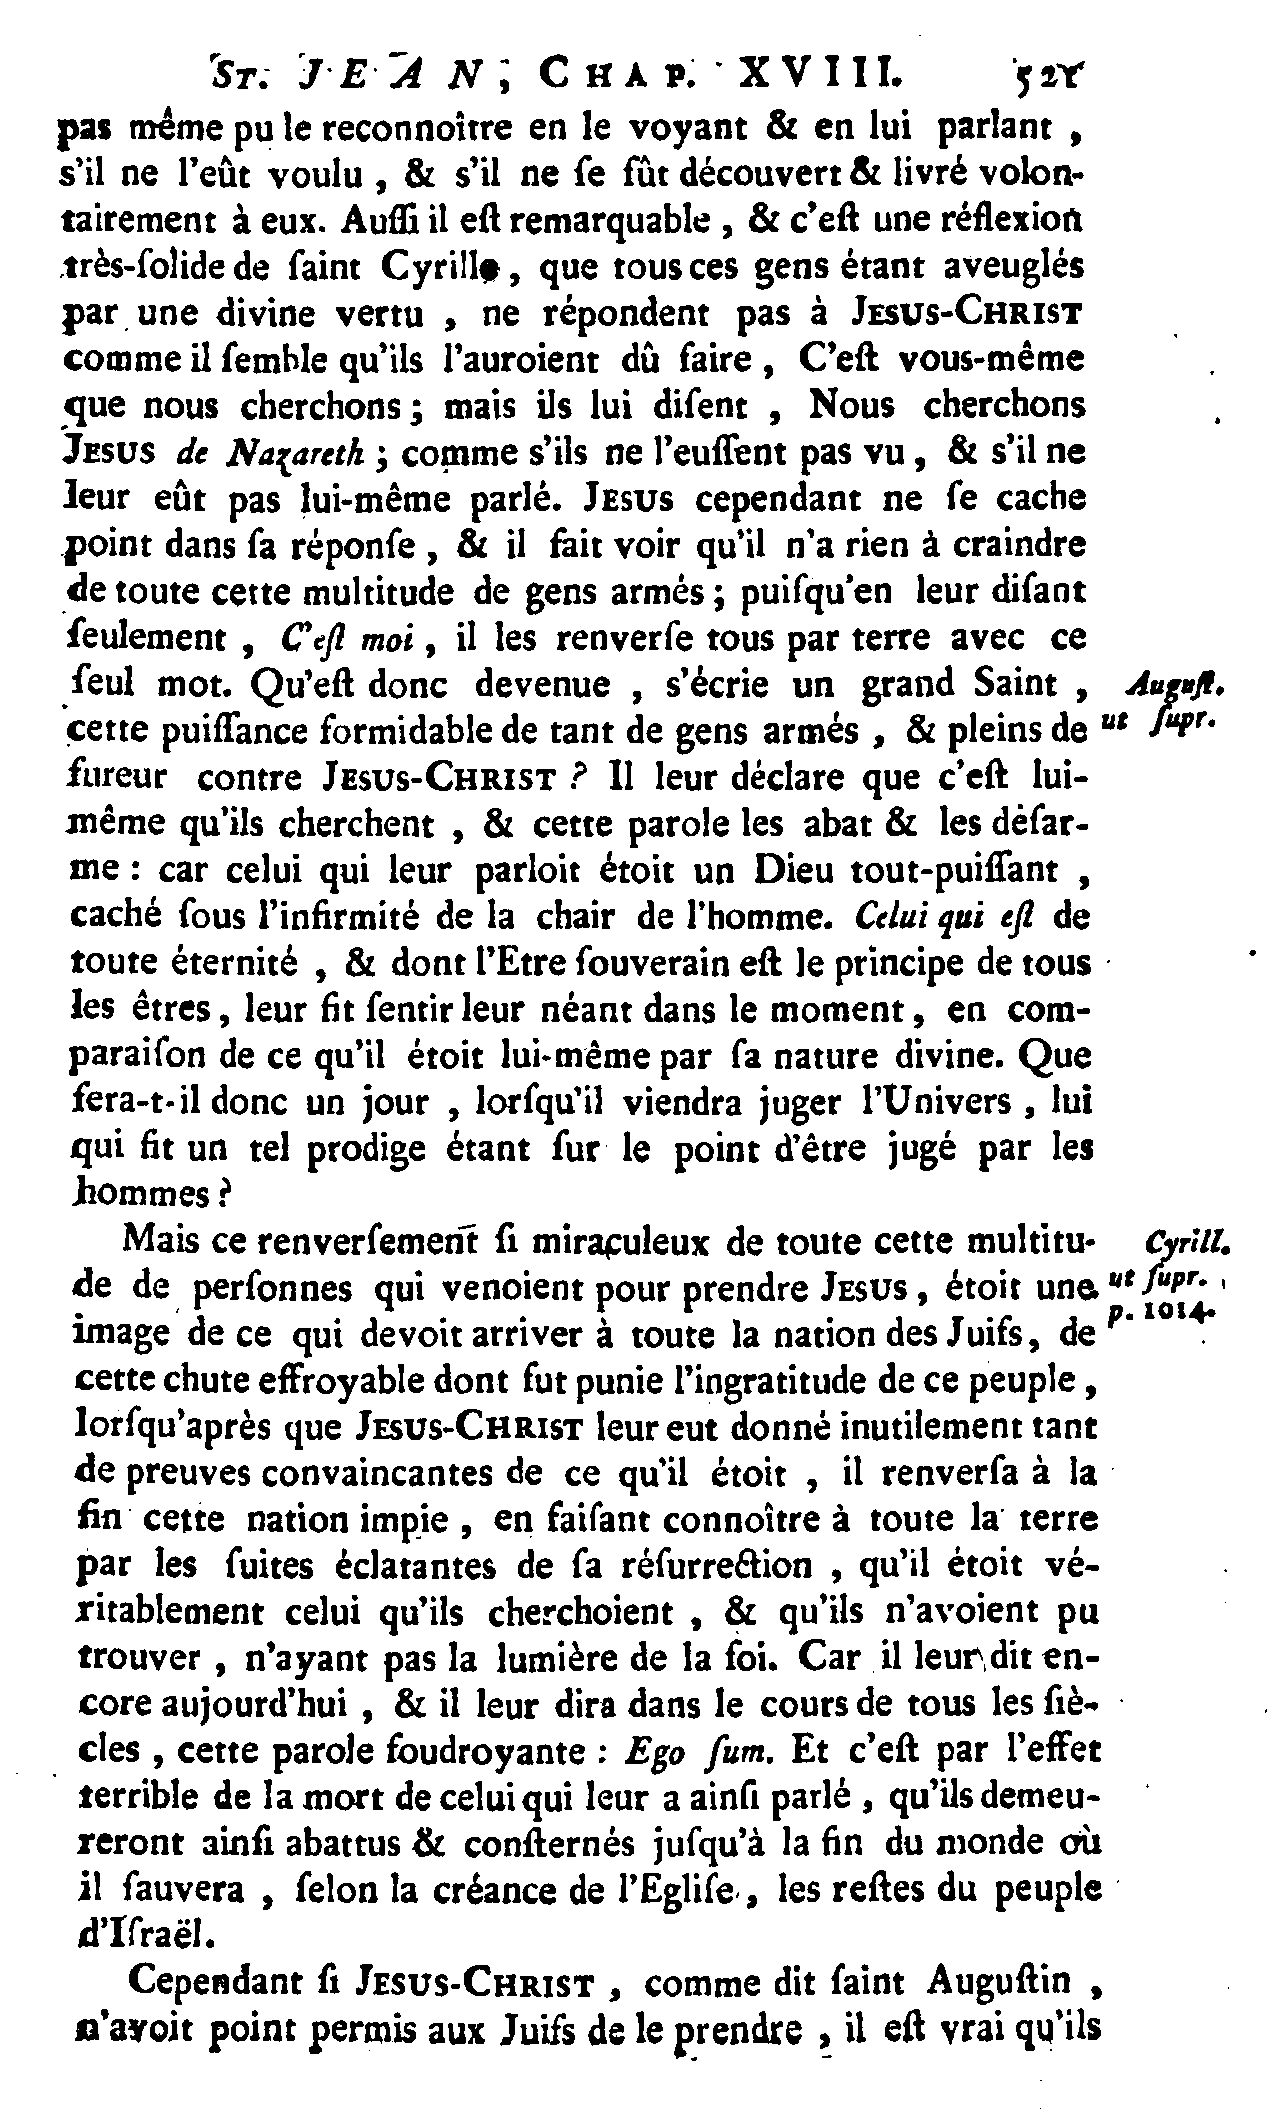 ST. JEAN, CHAP. XVIII. 521
pas même pu le reconnoître en le voyant & en lui parlant ,
s'il ne l'eût voulu , & s'il ne ſe fût découvert & livré volon-
tairement à eux. Auſſi il eſt remarquable , & c'eſt une réflexion
très-ſolide de ſaint Cyrille, que tous ces gens étant aveuglés
par une divine vertu , ne répondent pas à JESUS-CHRIST
comme il ſemble qu'ils l'auroient dû faire , C'eſt vous-même
que nous cherchons ; mais ils lui diſent , Nous cherchons
JESUS de Nazareth ; comme s'ils ne l'euſſent pas vu , & s'il ne
leur eût pas lui-même parlé. JESUS cependant ne ſe cache
point dans ſa réponſe , & il fait voir qu'il n'a rien à craindre
de toute cette multitude de gens armés ; puiſqu'en leur diſant
ſeulement , C'eſt moi , il les renverſe tous par terre avec ce
ſeul mot. Qu'eſt donc devenue , s'écrie un grand Saint ,
Auguſt.
cette puiſſance formidable de tant de gens armés , & pleins de
ut ſupr.
fureur contre JESUS-CHRIST ? Il leur déclare que c'eſt lui-
même qu'ils cherchent , & cette parole les abat & les déſar-
me : car celui qui leur parloit étoit un Dieu tout-puiſſant ,
caché ſous l'infirmité de la chair de l'homme. Celui qui eſt de
toute éternité , & dont l'Etre ſouverain eſt le principe de tous
les êtres, leur fit ſentir leur néant dans le moment, en com-
paraiſon de ce qu'il étoit lui-même par ſa nature divine. Que
fera-t-il donc un jour , lorſqu'il viendra juger l'Univers , lui
qui fit un tel prodige étant ſur le point d'être jugé par les
hommes ?
Mais ce renverſement ſi miraculeux de toute cette multitu-
Cyrill.
de de perſonnes qui venoient pour prendre JESUS, étoit une
ut ſupr.
p. 1014.
image de ce qui devoit arriver à toute la nation des Juifs, de
cette chute effroyable dont fut punie l'ingratitude de ce peuple ,
lorſqu'après que JESUS-CHRIST leur eut donné inutilement tant
de preuves convaincantes de ce qu'il étoit , il renverſa à la
fin cette nation impie , en faiſant connoître à toute la terre
par les ſuites éclatantes de ſa réſurrection , qu'il étoit vé-
ritablement celui qu'ils cherchoient , & qu'ils n'avoient pu
trouver , n'ayant pas la lumière de la foi. Car il leur dit en-
core aujourd'hui , & il leur dira dans le cours de tous les ſiè-
cles , cette parole foudroyante : Ego ſum. Et c'eſt par l'effet
terrible de la mort de celui qui leur a ainſi parlé , qu'ils demeu-
reront ainſi abattus & conſternés juſqu'à la fin du monde où
il ſauvera , ſelon la créance de l'Egliſe, les reſtes du peuple
d'Iſraël.
Cependant ſi JESUS-CHRIST , comme dit ſaint Auguſtin ,
n'avoit point permis aux Juifs de le prendre , il eſt vrai qu'ils